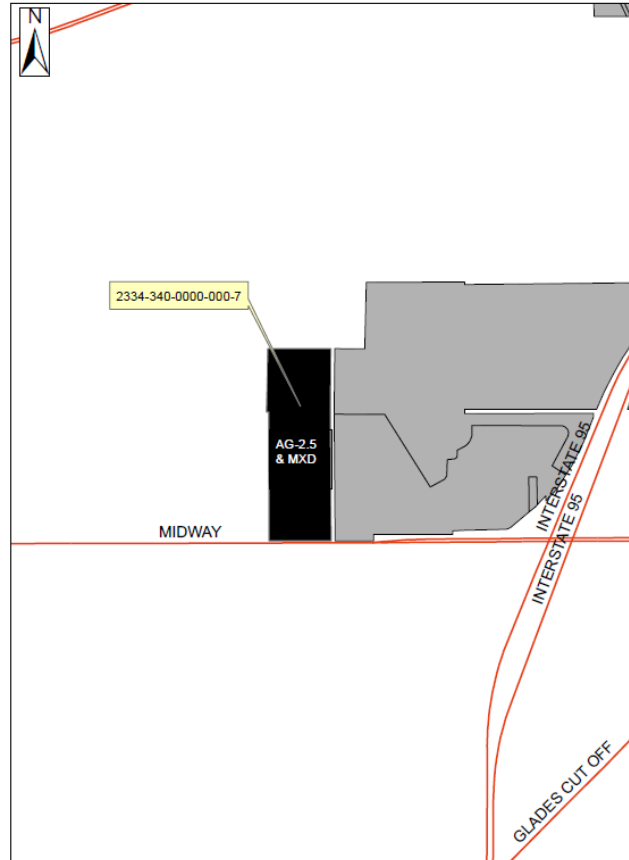 N
2334-340-0000-000-7
AG-2.5
& MXD
MIDWAY
INTERSTATE 95
INTERSTATE 95
GLADES CUT OFF